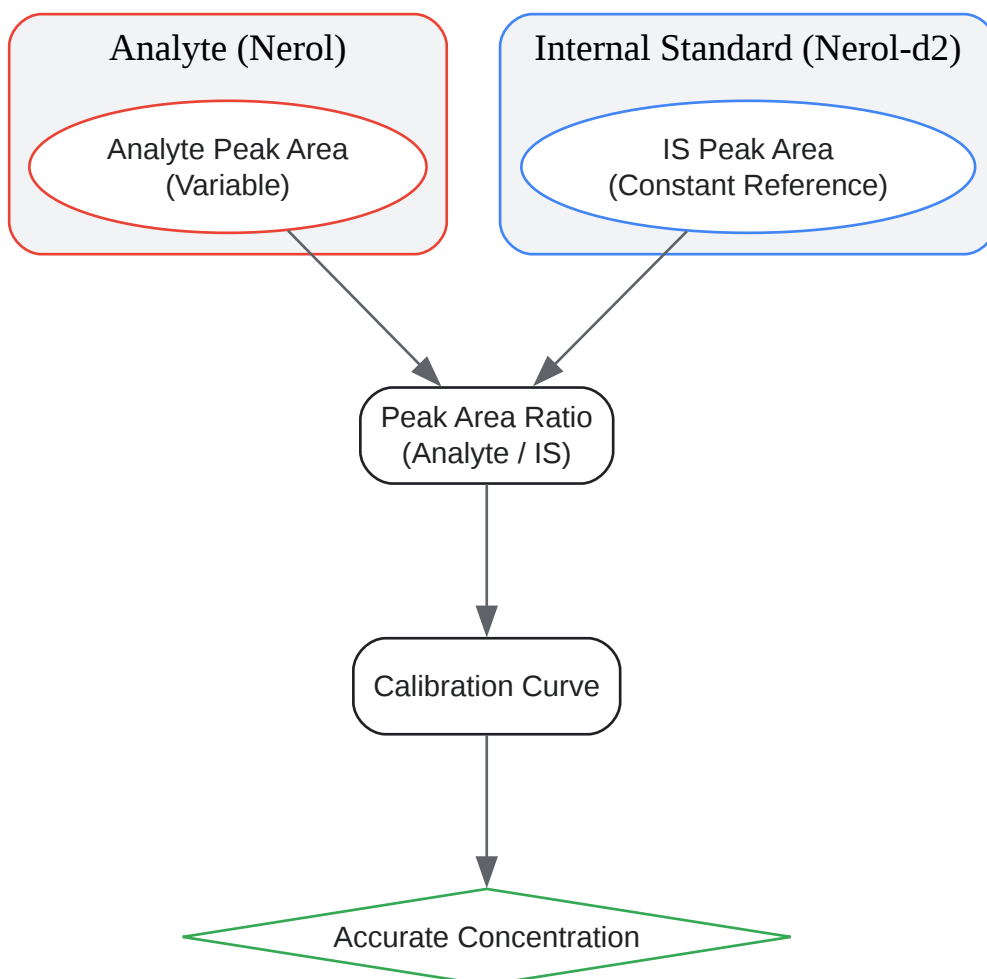 Analyte (Nerol)
Internal Standard (Nerol-d2)
Analyte Peak Area
(Variable)
IS Peak Area
(Constant Reference)
Peak Area Ratio
(Analyte / IS)
Calibration Curve
Accurate Concentration